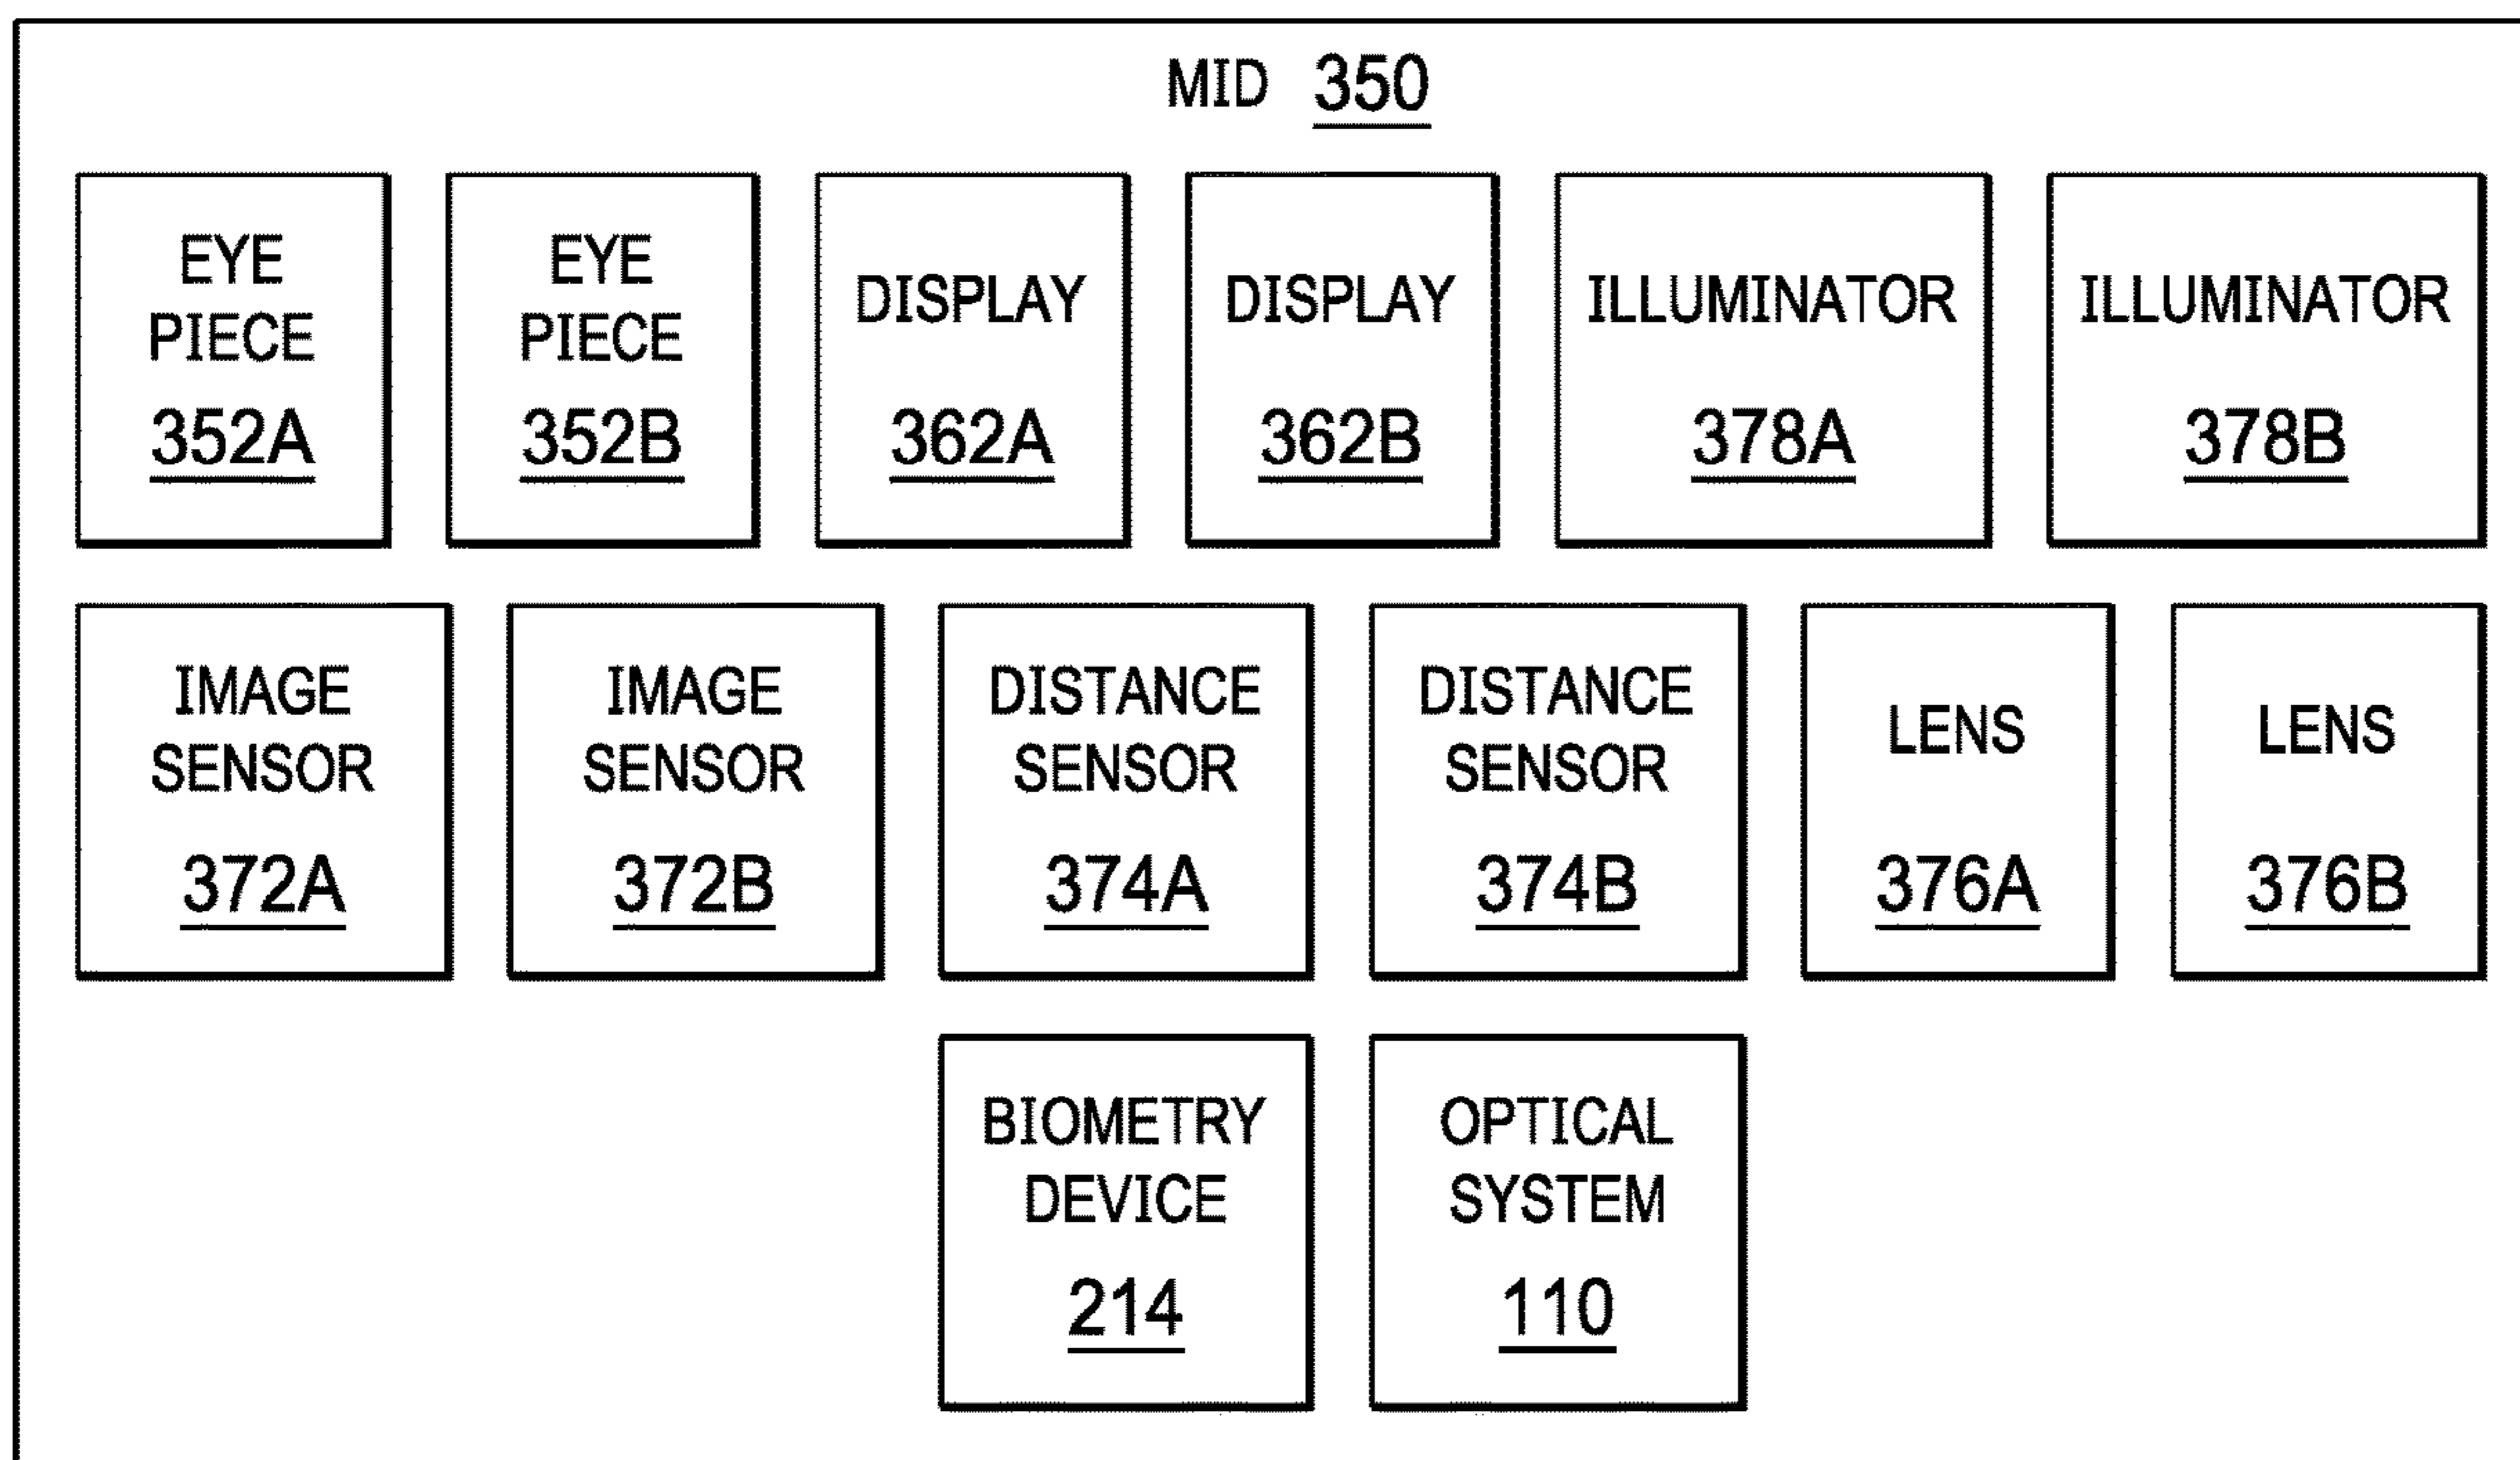 MID 350
EYE PIECE 352A
EYE PIECE 352B
DISPLAY 362A
DISPLAY 362B
ILLUMINATOR 378A
ILLUMINATOR 378B
IMAGE SENSOR 372A
IMAGE SENSOR 372B
DISTANCE SENSOR 374A
DISTANCE SENSOR 374B
LENS 376A
LENS 376B
BIOMETRY DEVICE 214
OPTICAL SYSTEM 110